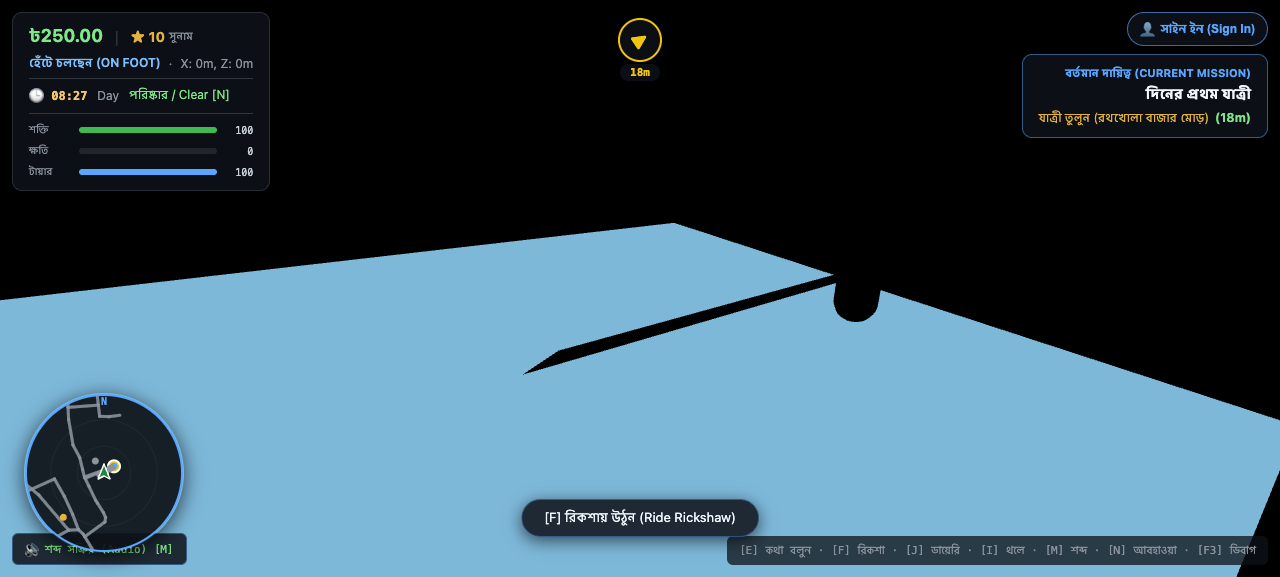 ৳250.00 | ⭐ 10 সুনাম
হেঁটে চলছেন (ON FOOT) · X: 0m, Z: 0m
🕒 08:27 Day পরিষ্কার / Clear [N]
শক্তি 100
ক্ষতি 0
টায়ার 100
18m
👤 সাইন ইন (Sign In)
বর্তমান দায়িত্ব (CURRENT MISSION)
দিনের প্রথম যাত্রী
যাত্রী তুলুন (রথখোলা বাজার মোড়) (18m)
N
[F] রিকশায় উঠুন (Ride Rickshaw)
শব্দ [M]
[E] কথা বলুন · [F] রিকশা · [J] ডায়েরি · [I] থলে · [M] শব্দ · [N] আবহাওয়া · [F3] ডিবাগ